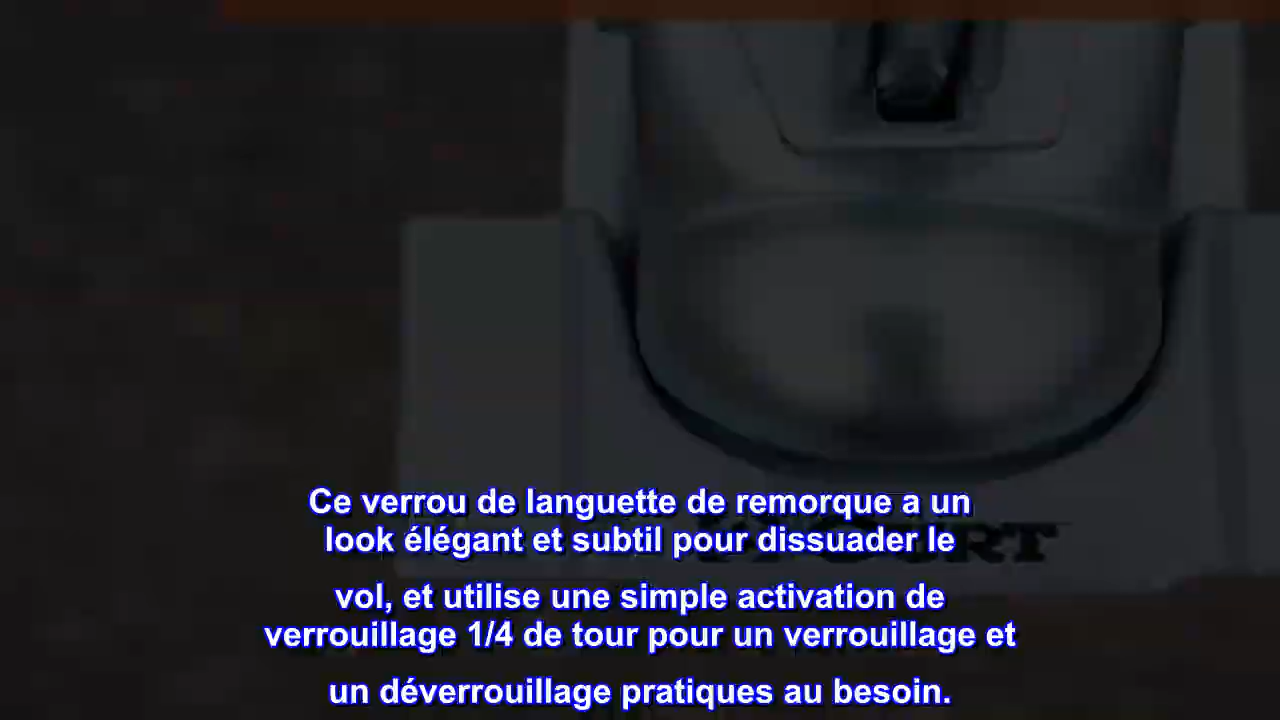 Ce verrou de languette de remorque a un
look élégant et subtil pour dissuader le
vol, et utilise une simple activation de
verrouillage 1/4 de tour pour un verrouillage et
un déverrouillage pratiques au besoin.